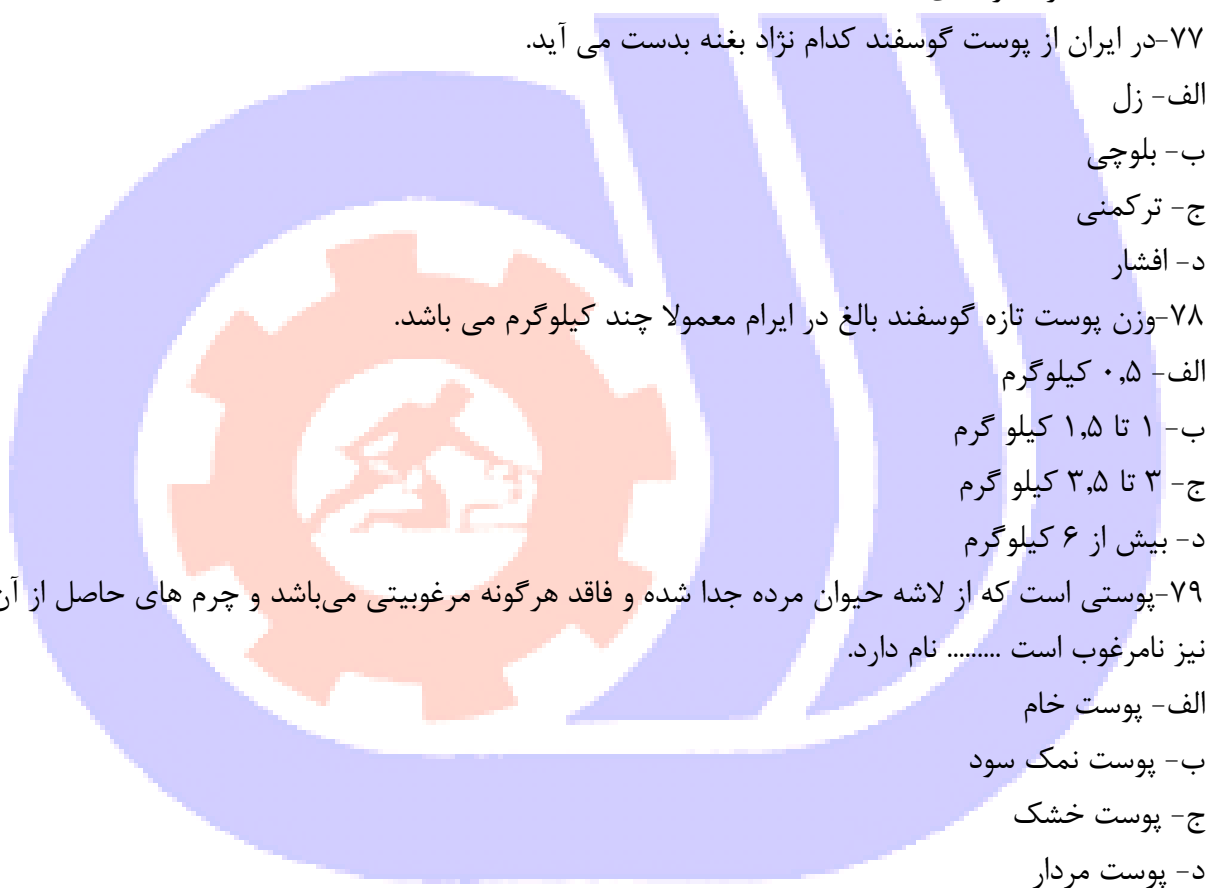 ۷۷-در ایران از پوست گوسفند کدام نژاد بغنه بدست می آید.
الف- زل
ب- بلوچی
ج- ترکمنی
د- افشار
۷۸-وزن پوست تازه گوسفند بالغ در ایرام معمولا چند کیلوگرم می باشد.
الف- ۰,۵ کیلوگرم
ب- ۱ تا ۱,۵ کیلو گرم
ج- ۳ تا ۳,۵ کیلو گرم
د- بیش از ۶ کیلوگرم
۷۹-پوستی است که از لاشه حیوان مرده جدا شده و فاقد هرگونه مرغوبیتی می‌باشد و چرم های حاصل از آن
نیز نامرغوب است ......... نام دارد.
الف- پوست خام
ب- پوست نمک سود
ج- پوست خشک
د- پوست مردار